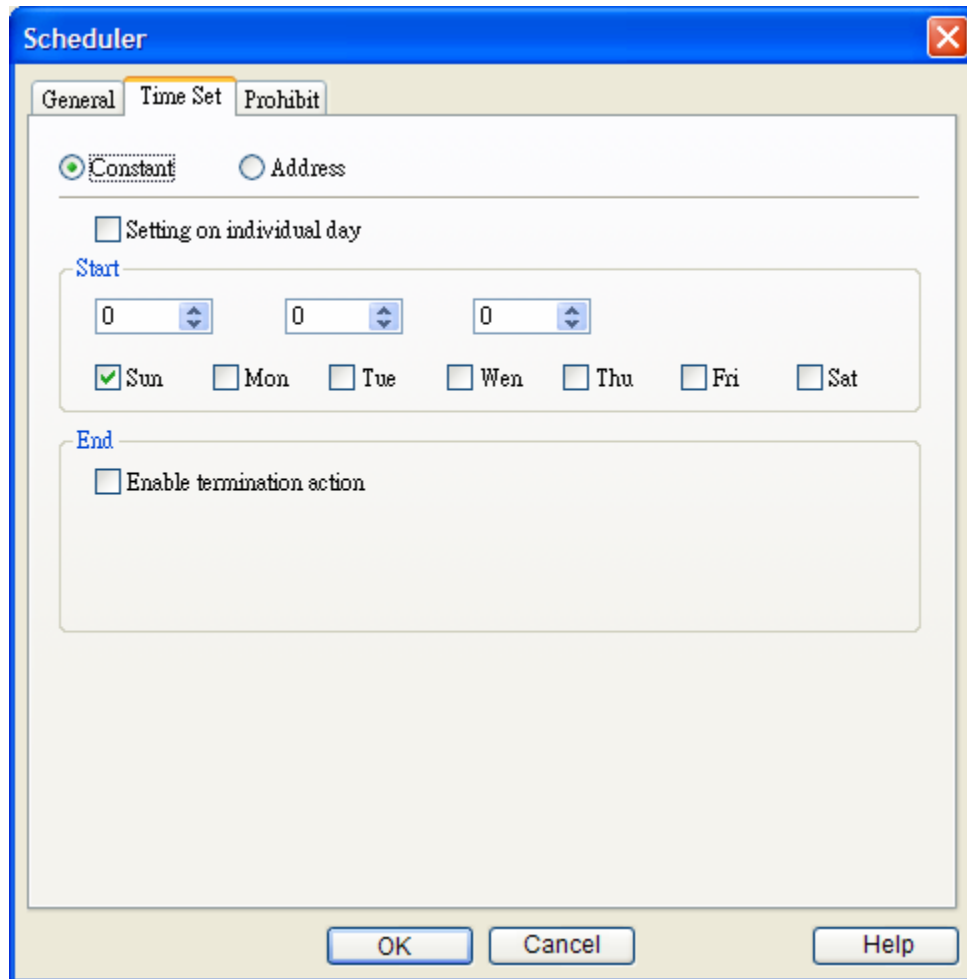 Scheduler
General Time Set Prohibit
Constant Address
Setting on individual day
Start
0 0 0
Sun Mon Tue Wen Thu Fri Sat
End
Enable termination action
OK Cancel Help